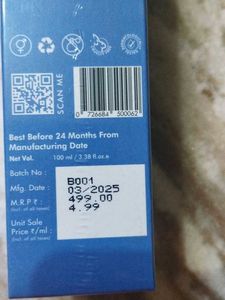 100% VEGAN
SCAN ME
0 726684 500062
Best Before 24 Months From
Manufacturing Date
Net Vol. 100 ml / 3.38 fl.oz.e
Batch No : B001
Mfg. Date : 03/2025
M.R.P ₹ : 499.00
(Incl. of all taxes)
Unit Sale 4.99
Price ₹/ml :
(Incl. of all taxes)